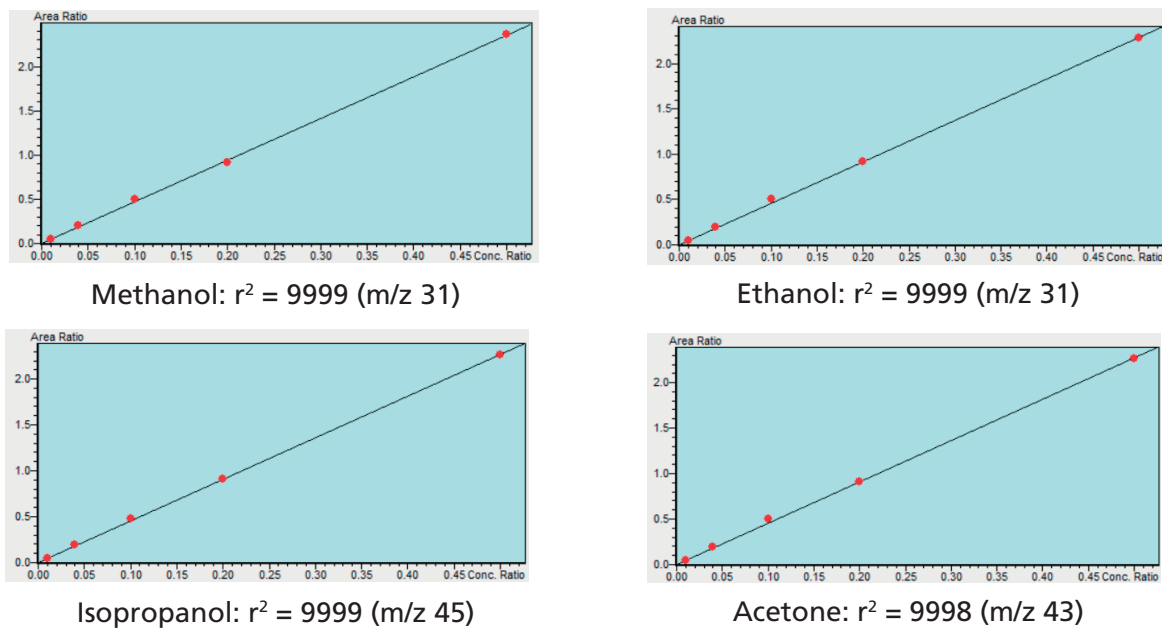 Area Ratio
2.0
1.5
1.0
0.5
0.0
0.00 0.05 0.10 0.15 0.20 0.25 0.30 0.35 0.40 0.45 Conc. Ratio
Methanol: r² = 9999 (m/z 31)
Area Ratio
2.0
1.5
1.0
0.5
0.0
0.00 0.05 0.10 0.15 0.20 0.25 0.30 0.35 0.40 0.45 Conc. Ratio
Ethanol: r² = 9999 (m/z 31)
Area Ratio
2.0
1.5
1.0
0.5
0.0
0.00 0.05 0.10 0.15 0.20 0.25 0.30 0.35 0.40 0.45 Conc. Ratio
Isopropanol: r² = 9999 (m/z 45)
Area Ratio
2.0
1.5
1.0
0.5
0.0
0.00 0.05 0.10 0.15 0.20 0.25 0.30 0.35 0.40 0.45 Conc. Ratio
Acetone: r² = 9998 (m/z 43)